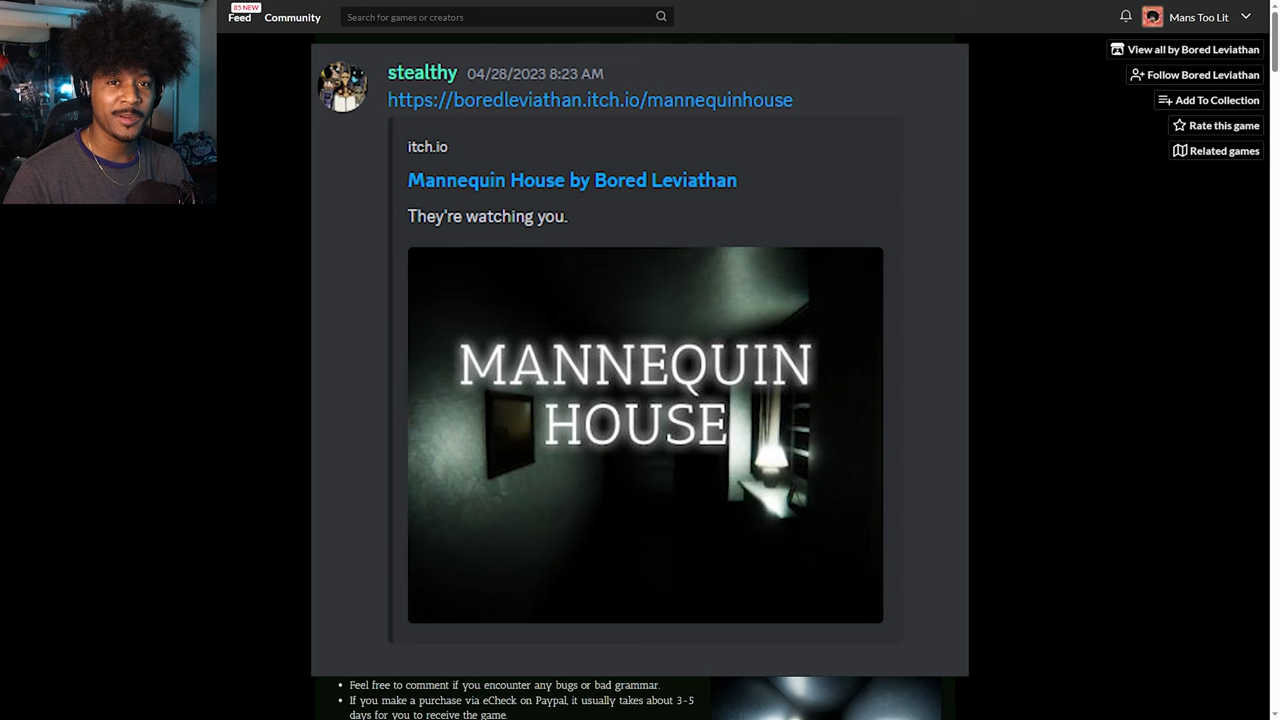 85 NEW
Feed
Community
Search for games or creators
Mans Too Lit
View all by Bored Leviathan
Follow Bored Leviathan
Add To Collection
Rate this game
Related games
stealthy 04/28/2023 8:23 AM
https://boredleviathan.itch.io/mannequinhouse
itch.io
Mannequin House by Bored Leviathan
They're watching you.
MANNEQUIN
HOUSE
• Feel free to comment if you encounter any bugs or bad grammar.
• If you make a purchase via eCheck on Paypal, it usually takes about 3-5
days for you to receive the game.